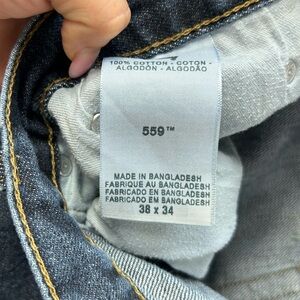 100% COTTON - COTON -
ALGODÓN - ALGODÃO
559™
MADE IN BANGLADESH
FABRIQUE AU BANGLADESH
FABRICADO EN BANGLADESH
FABRICADO EM BANGLADESH
38 x 34